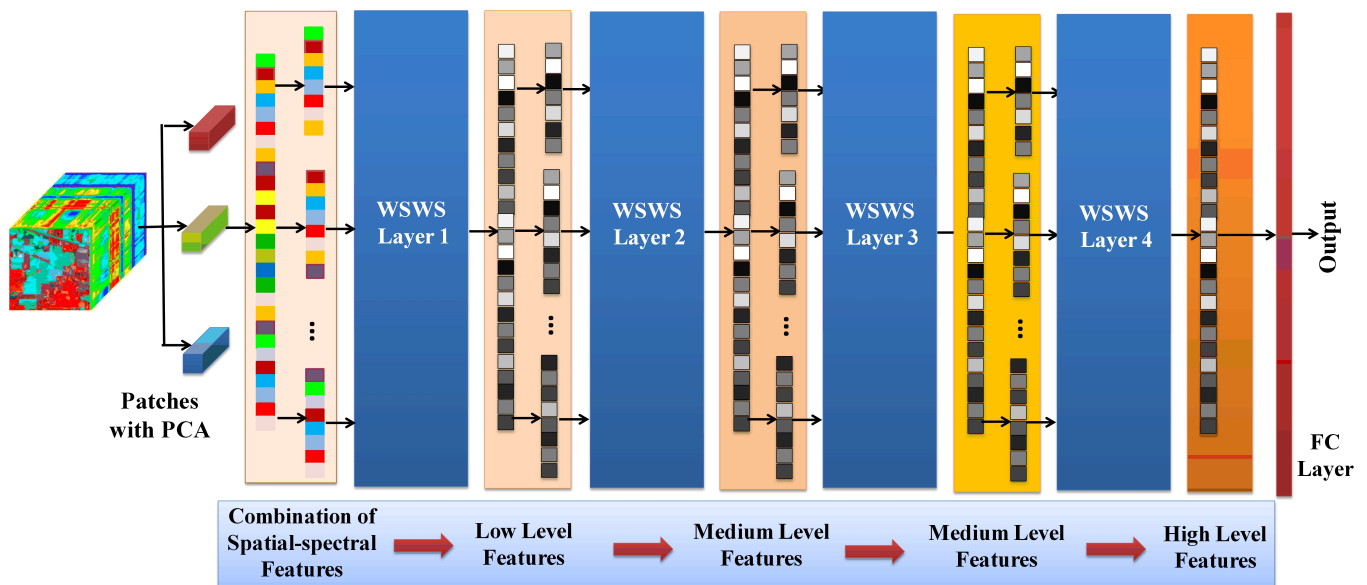 Patches
with PCA
WSWS
Layer 1
WSWS
Layer 2
WSWS
Layer 3
WSWS
Layer 4
Output
FC
Layer
Combination of
Spatial-spectral
Features
Low Level
Features
Medium Level
Features
Medium Level
Features
High Level
Features